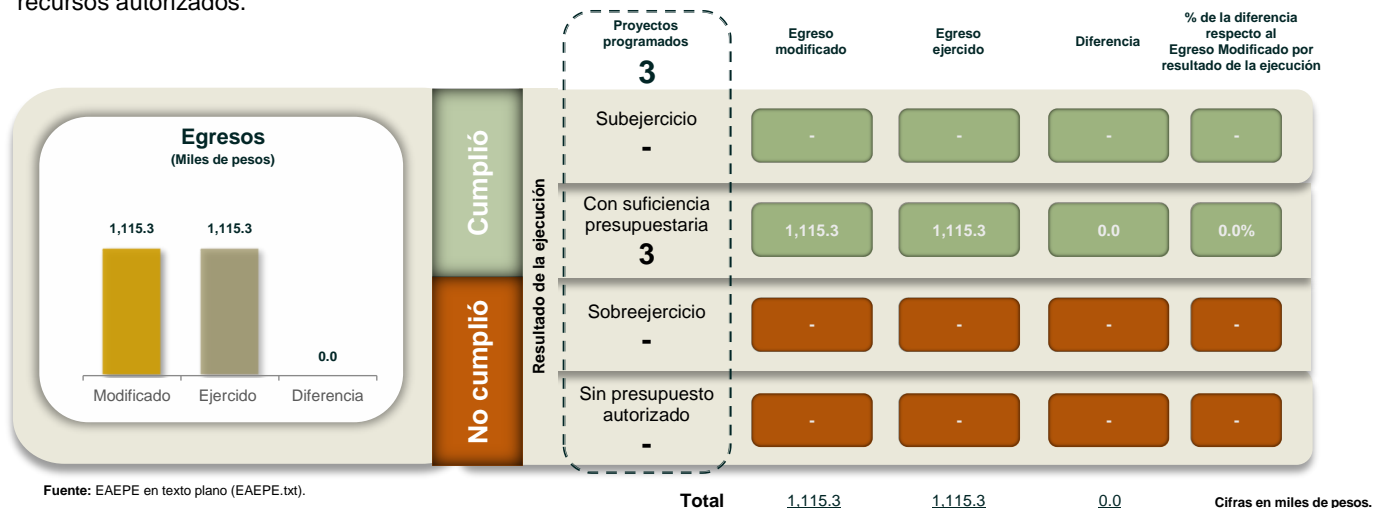 recursos autorizados.
Proyectos
programados
3
Egreso
modificado
Egreso
ejercido
Diferencia
% de la diferencia
respecto al
Egreso Modificado por
resultado de la ejecución
Egresos
(Miles de pesos)
1,115.3
1,115.3
0.0
Modificado
Ejercido
Diferencia
Cumplió
No cumplió
Resultado de la ejecución
Subejercicio
-
-
-
-
-
Con suficiencia
presupuestaria
3
1,115.3
1,115.3
0.0
0.0%
Sobreejercicio
-
-
-
-
-
Sin presupuesto
autorizado
-
-
-
-
-
Fuente: EAEPE en texto plano (EAEPE.txt).
Total 1,115.3 1,115.3 0.0
Cifras en miles de pesos.